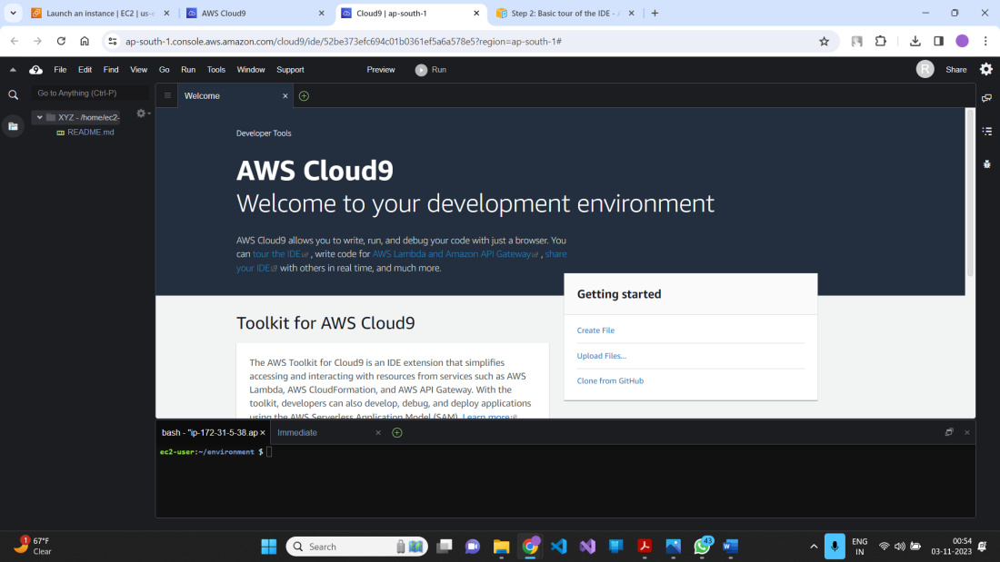 Launch an instance | EC2 | us-e
AWS Cloud9
Cloud9 | ap-south-1
Step 2: Basic tour of the IDE - A
ap-south-1.console.aws.amazon.com/cloud9/ide/52be373efc694c01b0361ef5a6a578e5?region=ap-south-1#
9 File Edit Find View Go Run Tools Window Support Preview Run R Share
Go to Anything (Ctrl-P)
Welcome
XYZ - /home/ec2-
README.md
Developer Tools
AWS Cloud9
Welcome to your development environment
AWS Cloud9 allows you to write, run, and debug your code with just a browser. You
can tour the IDE, write code for AWS Lambda and Amazon API Gateway, share
your IDE with others in real time, and much more.
Getting started
Create File
Upload Files...
Clone from GitHub
Toolkit for AWS Cloud9
The AWS Toolkit for Cloud9 is an IDE extension that simplifies
accessing and interacting with resources from services such as AWS
Lambda, AWS CloudFormation, and AWS API Gateway. With the
toolkit, developers can also develop, debug, and deploy applications
using the AWS Serverless Application Model (SAM). Learn more
bash - "ip-172-31-5-38.ap
Immediate
ec2-user:~/environment $
1
67°F
Clear
Search
43
ENG
IN
00:54
03-11-2023